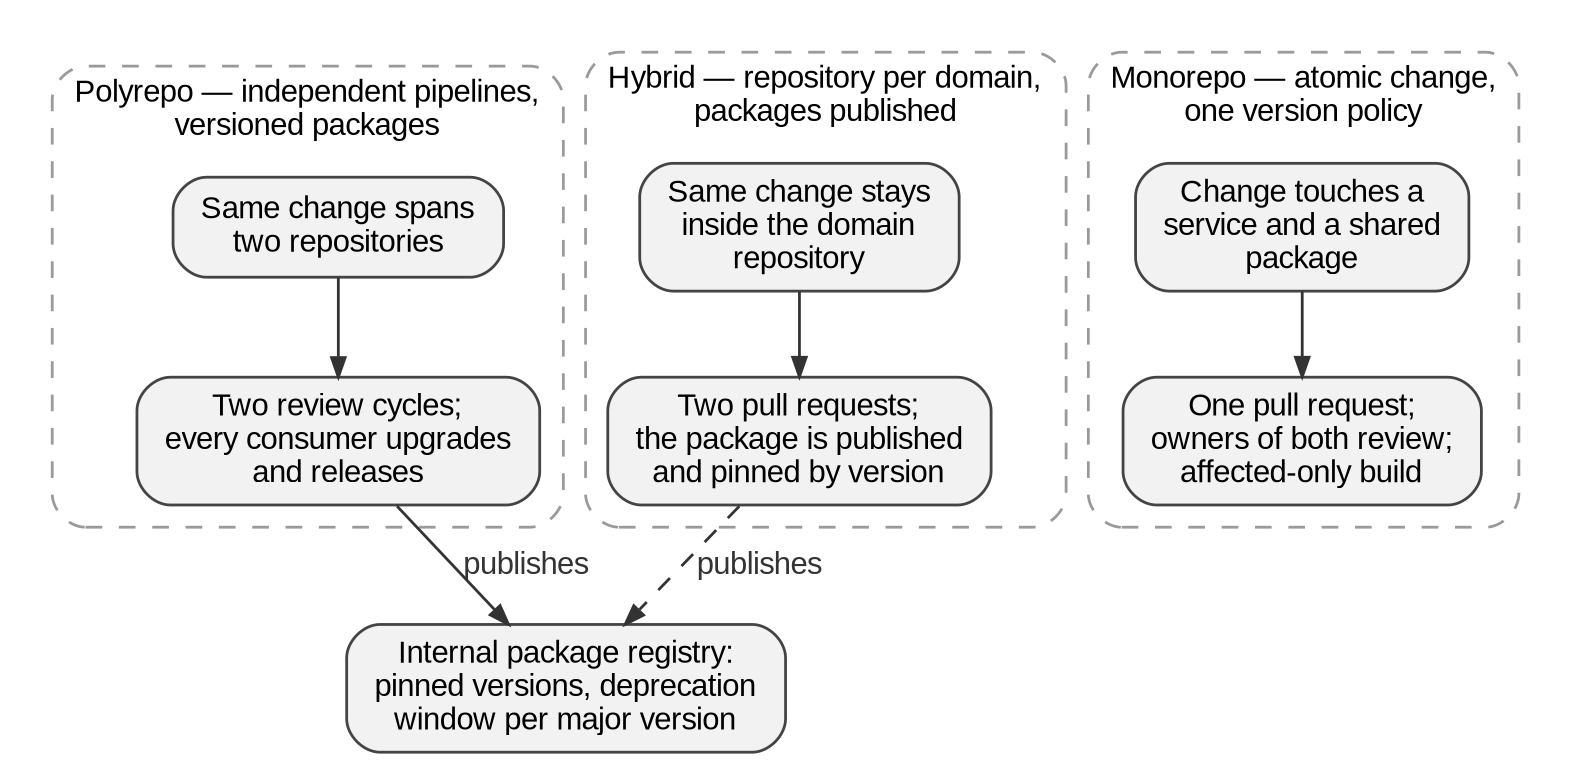 Polyrepo — independent pipelines,
versioned packages
Same change spans
two repositories
Two review cycles;
every consumer upgrades
and releases
Hybrid — repository per domain,
packages published
Same change stays
inside the domain
repository
Two pull requests;
the package is published
and pinned by version
Monorepo — atomic change,
one version policy
Change touches a
service and a shared
package
One pull request;
owners of both review;
affected-only build
publishes
publishes
Internal package registry:
pinned versions, deprecation
window per major version